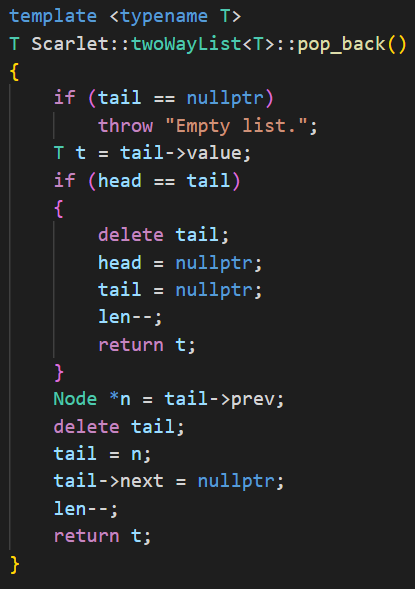 template <typename T>
T Scarlet::twoWayList<T>::pop_back()
{
    if (tail == nullptr)
        throw "Empty list.";
    T t = tail->value;
    if (head == tail)
    {
        delete tail;
        head = nullptr;
        tail = nullptr;
        len--;
        return t;
    }
    Node *n = tail->prev;
    delete tail;
    tail = n;
    tail->next = nullptr;
    len--;
    return t;
}